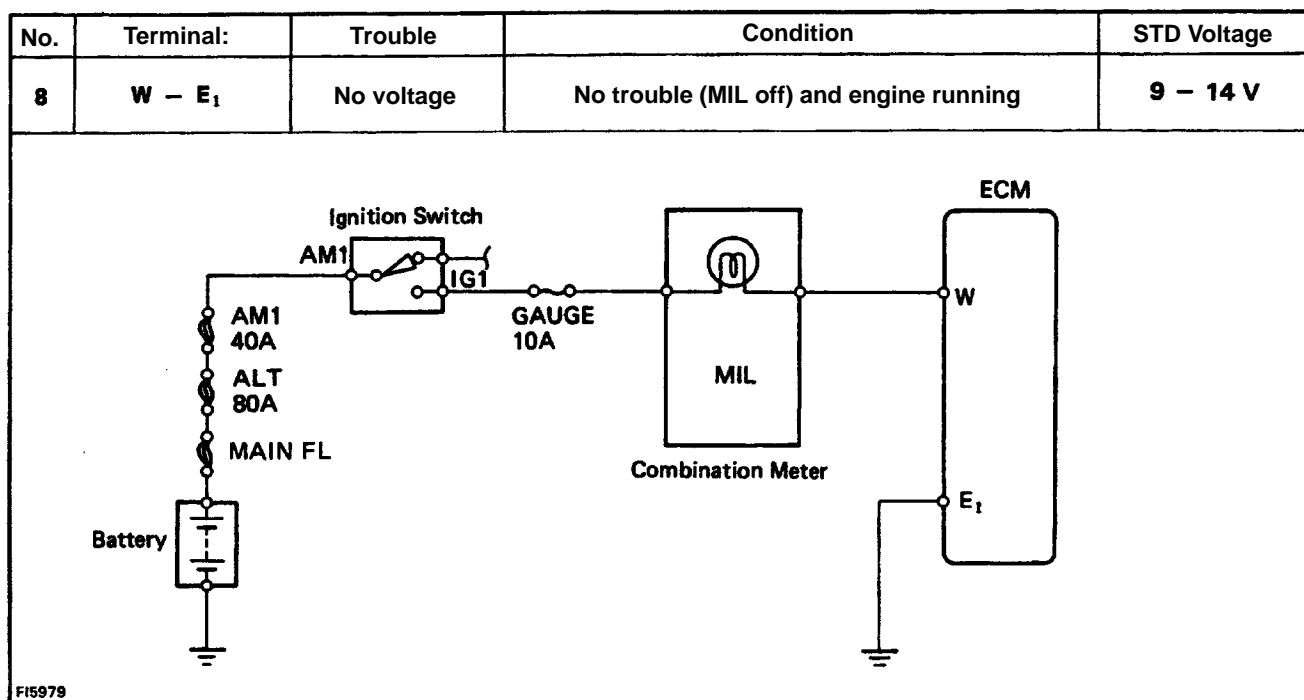 No. Terminal: Trouble Condition STD Voltage
8 W – E₁ No voltage No trouble (MIL off) and engine running 9 – 14 V
ECM
Ignition Switch
AM1
IG1
W
AM1
40A
GAUGE
10A
ALT
80A
MIL
MAIN FL
Combination Meter
E₁
Battery
FI5979